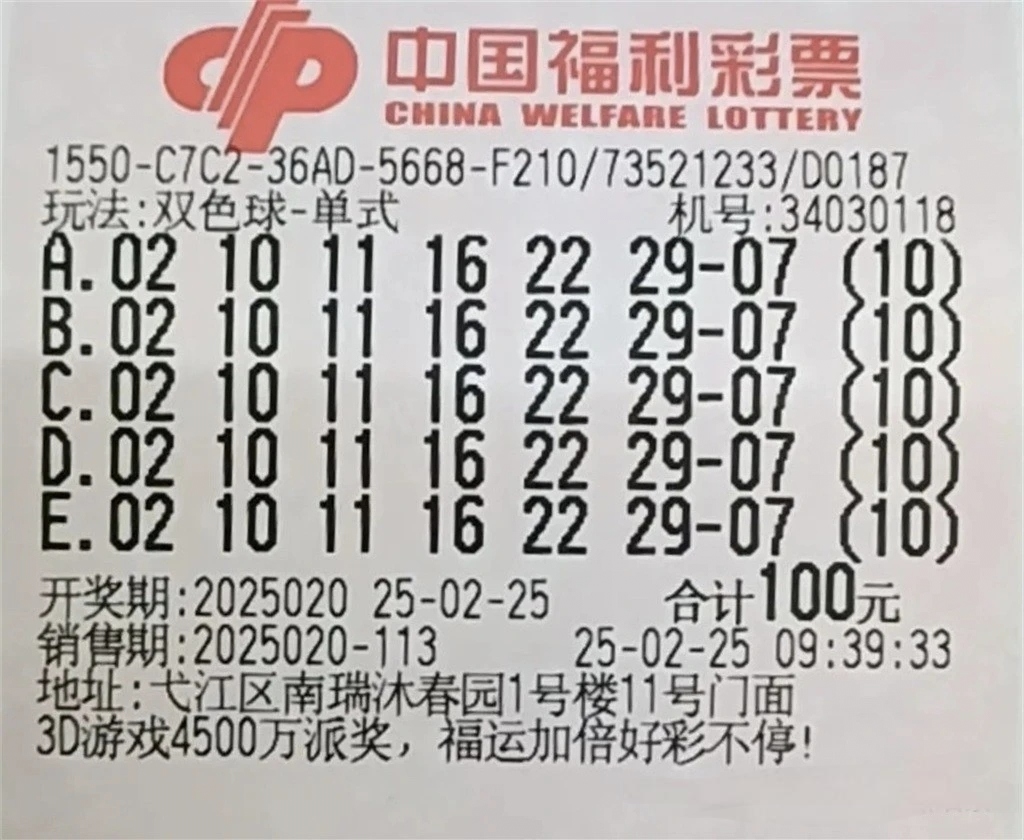 中国福利彩票
CHINA WELFARE LOTTERY
1550-C7C2-36AD-5668-F210/73521233/D0187
玩法:双色球-单式 机号:34030118
A.02 10 11 16 22 29-07 (10)
B.02 10 11 16 22 29-07 (10)
C.02 10 11 16 22 29-07 (10)
D.02 10 11 16 22 29-07 (10)
E.02 10 11 16 22 29-07 (10)
开奖期:2025020 25-02-25 合计100元
销售期:2025020-113 25-02-25 09:39:33
地址:弋江区南瑞沐春园1号楼11号门面
3D游戏4500万派奖，福运加倍好彩不停!